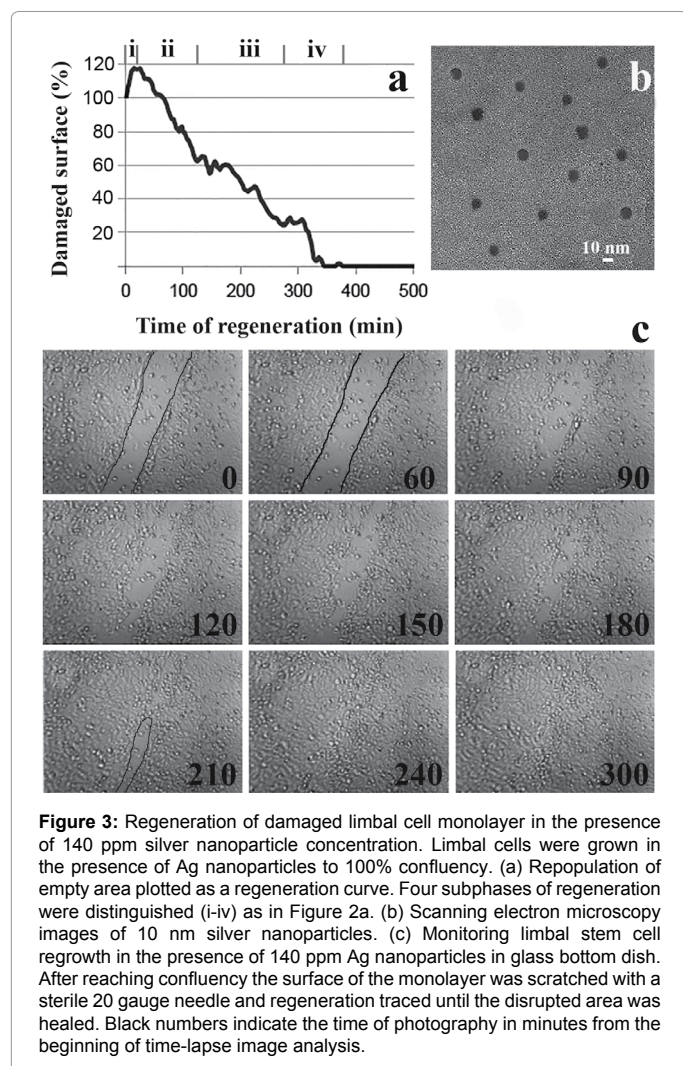 i ii iii iv
120
100
80
60
40
20
Damaged surface (%)
a
0 100 200 300 400 500
Time of regeneration (min)
b
10 nm
c
0 60 90
120 150 180
210 240 300
Figure 3: Regeneration of damaged limbal cell monolayer in the presence
of 140 ppm silver nanoparticle concentration. Limbal cells were grown in
the presence of Ag nanoparticles to 100% confluency. (a) Repopulation of
empty area plotted as a regeneration curve. Four subphases of regeneration
were distinguished (i-iv) as in Figure 2a. (b) Scanning electron microscopy
images of 10 nm silver nanoparticles. (c) Monitoring limbal stem cell
regrowth in the presence of 140 ppm Ag nanoparticles in glass bottom dish.
After reaching confluency the surface of the monolayer was scratched with a
sterile 20 gauge needle and regeneration traced until the disrupted area was
healed. Black numbers indicate the time of photography in minutes from the
beginning of time-lapse image analysis.